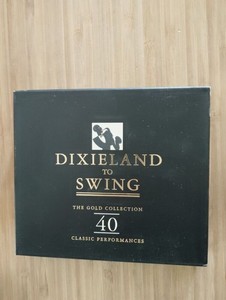 DIXIELAND
TO
SWING
THE GOLD COLLECTION
40
CLASSIC PERFORMANCES